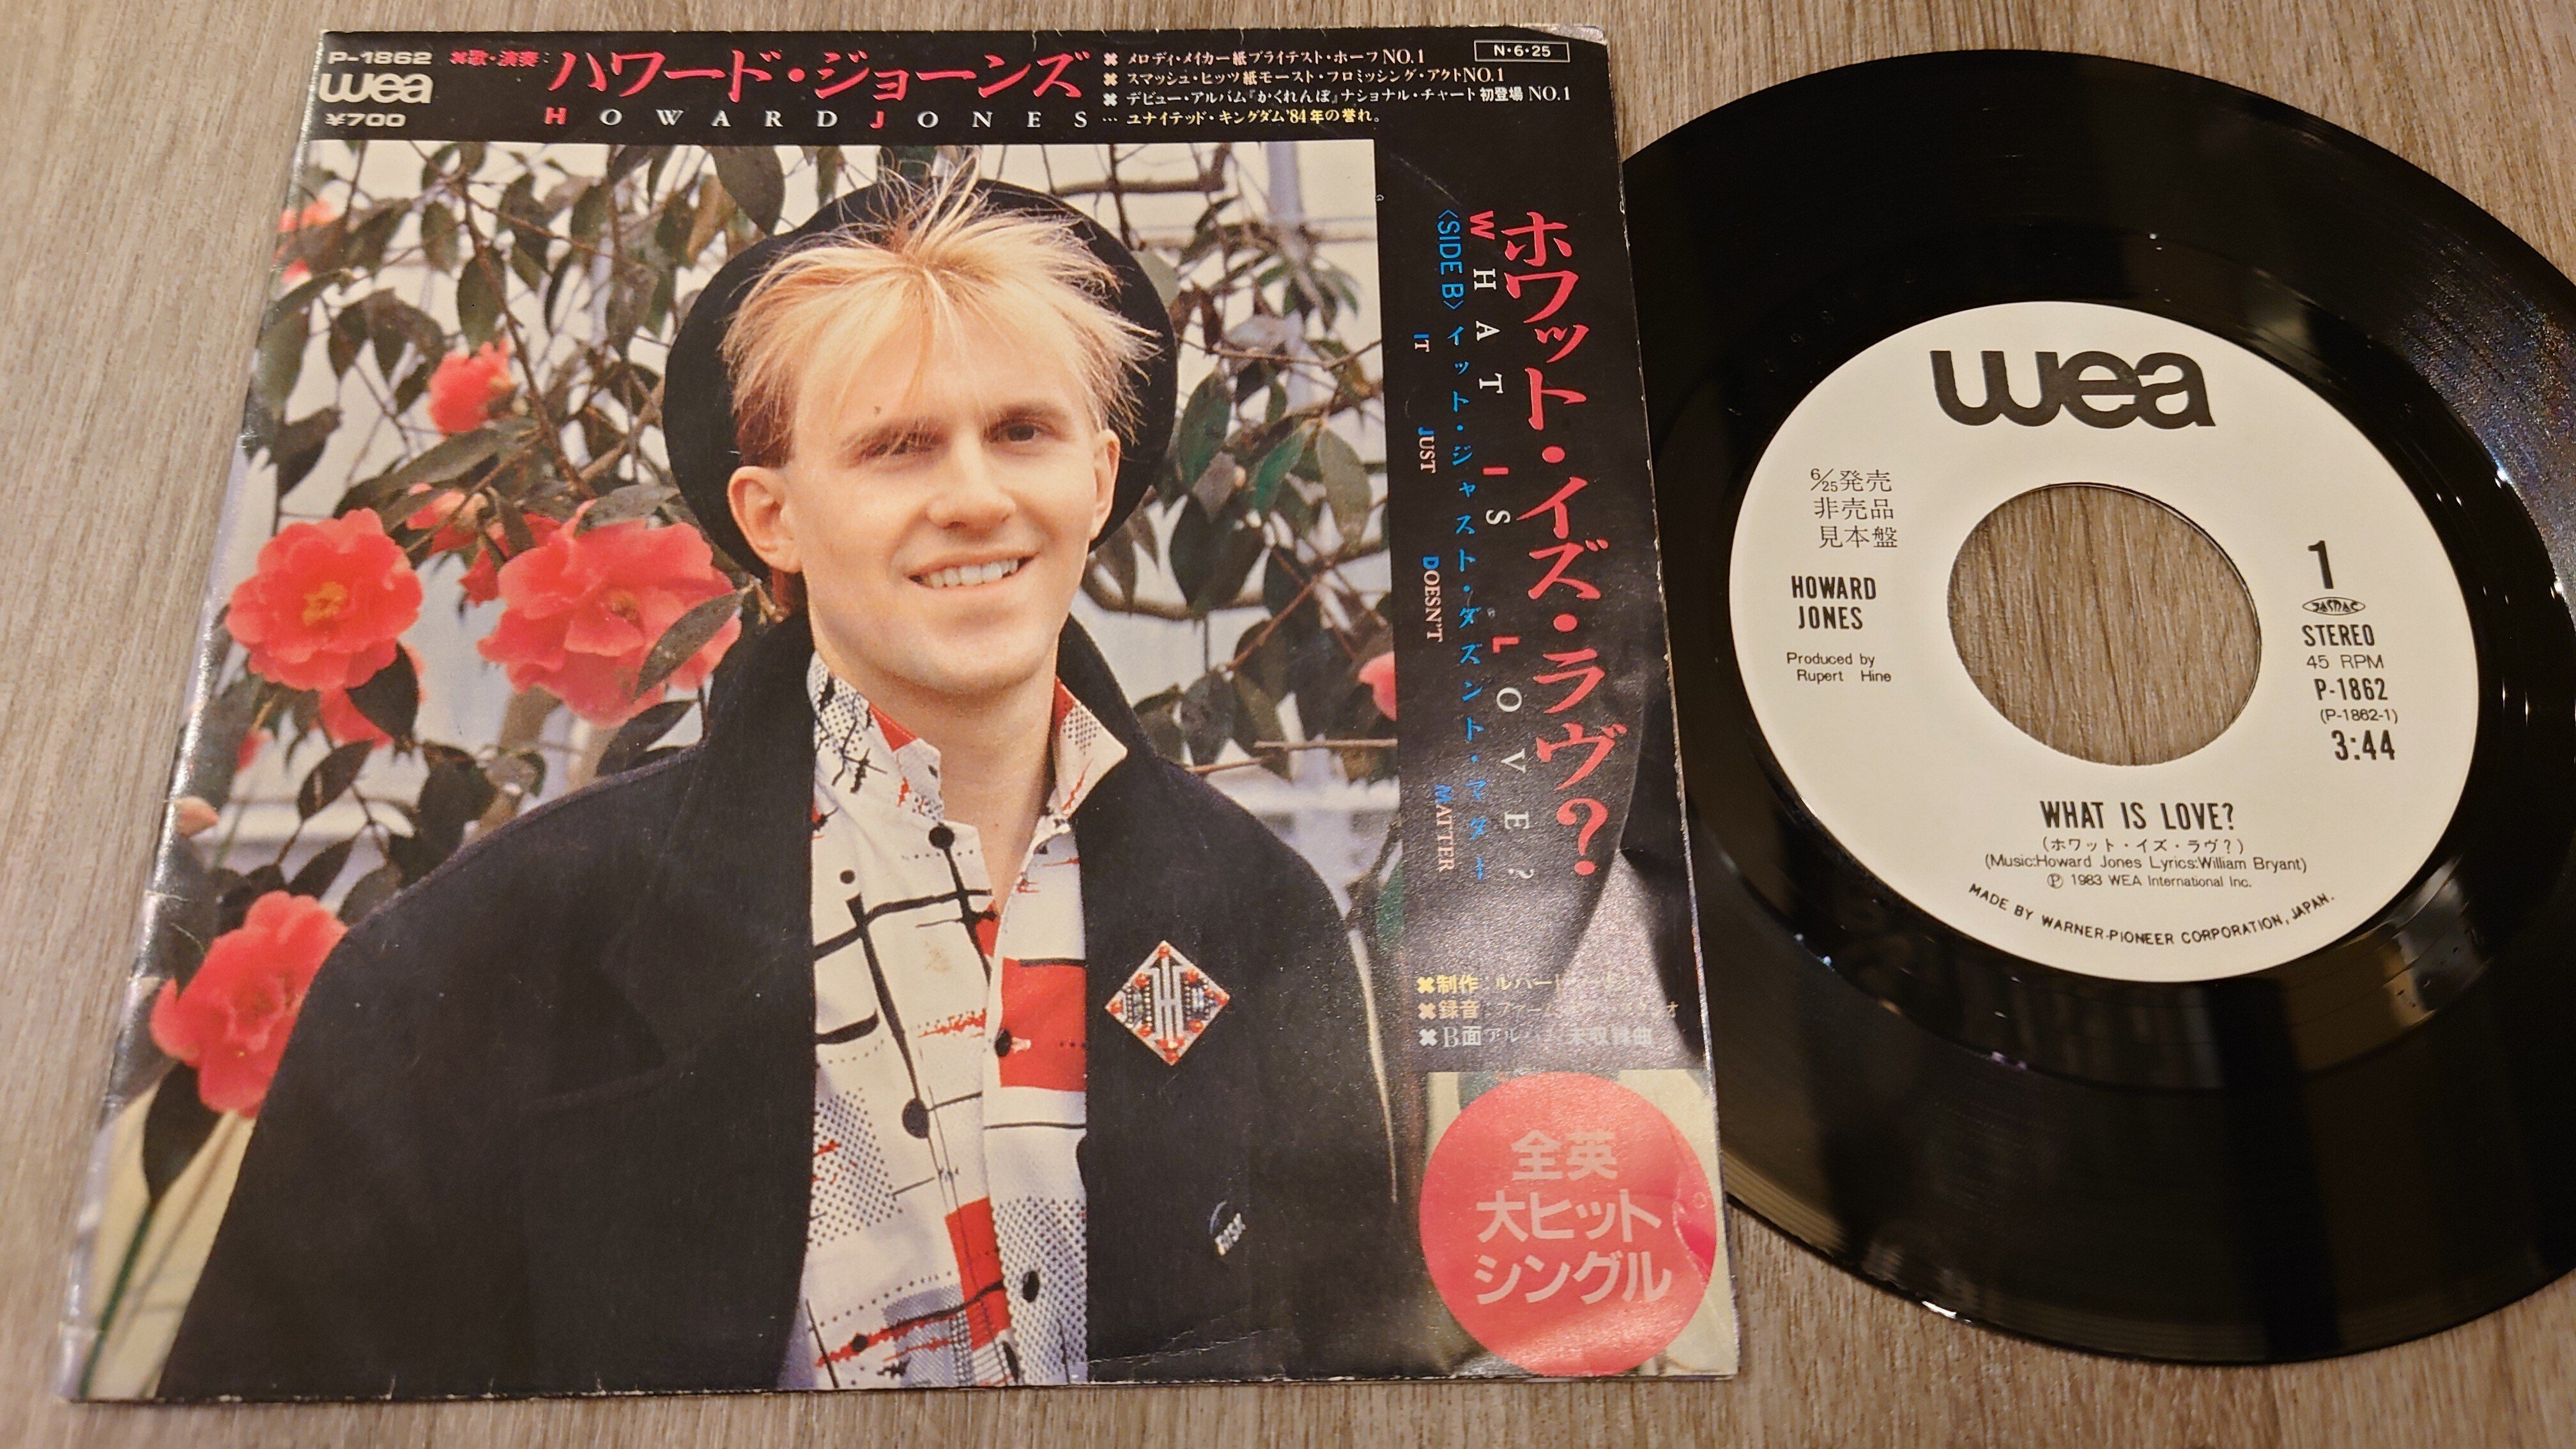 P-1862
wea
¥700
✖歌・演奏:
ハワード・ジョーンズ
HOWARD JONES
✖ メロディ・メイカー紙ブライテスト・ホープNO.1
✖ スマッシュ・ヒッツ紙モースト・プロミッシング・アクトNO.1
✖ デビュー・アルバム『かくれんぼ』ナショナル・チャート初登場NO.1
… ユナイテッド・キングダム'84年の誉れ。
N・6・25
ホワット・イズ・ラヴ?
WHAT IS LOVE?
〈SIDE B〉イット・ジャスト・ダズント・マター
IT JUST DOESN'T MATTER
✖制作
✖録音
✖B面アルバム未収録曲
全英
大ヒット
シングル
wea
6/25発売
非売品
見本盤
HOWARD
JONES
Produced by
Rupert Hine
1
JASRAC
STEREO
45 RPM
P-1862
(P-1862-1)
3:44
WHAT IS LOVE?
(ホワット・イズ・ラヴ?)
(Music:Howard Jones Lyrics:William Bryant)
Ⓟ 1983 WEA International Inc.
MADE BY WARNER-PIONEER CORPORATION, JAPAN.